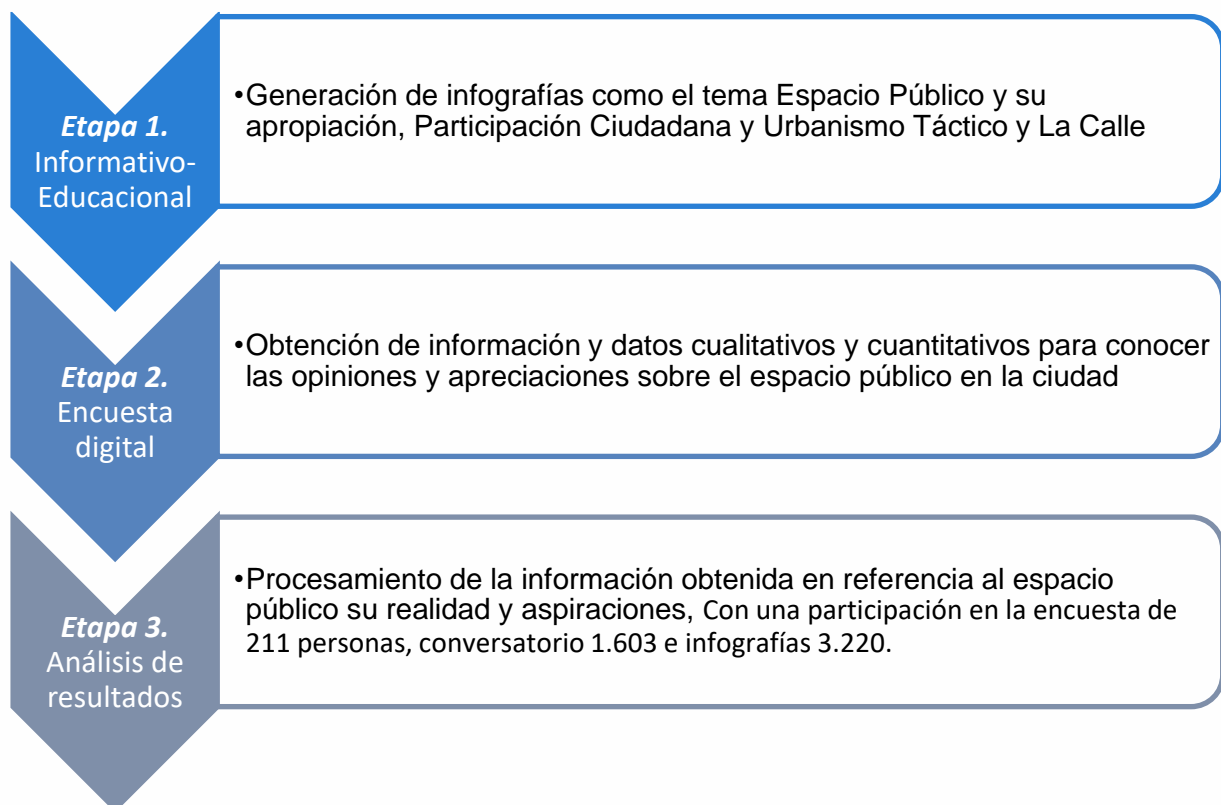 Etapa 1.
Informativo-
Educacional
•Generación de infografías como el tema Espacio Público y su
apropiación, Participación Ciudadana y Urbanismo Táctico y La Calle
Etapa 2.
Encuesta
digital
•Obtención de información y datos cualitativos y cuantitativos para conocer
las opiniones y apreciaciones sobre el espacio público en la ciudad
Etapa 3.
Análisis de
resultados
•Procesamiento de la información obtenida en referencia al espacio
público su realidad y aspiraciones, Con una participación en la encuesta de
211 personas, conversatorio 1.603 e infografías 3.220.